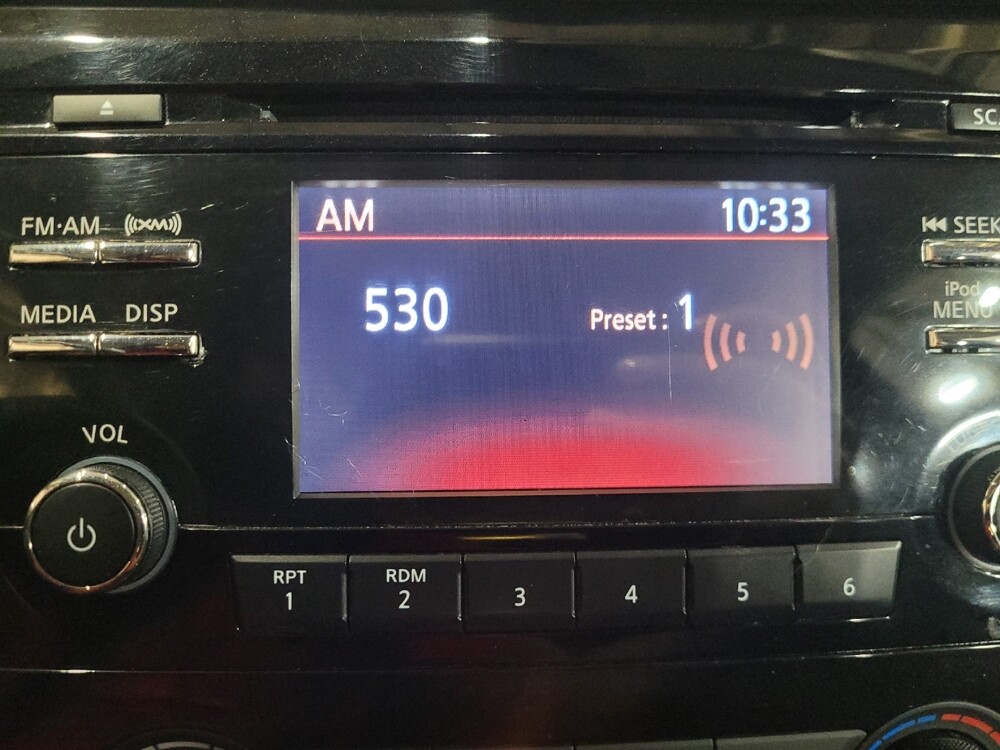 SC
FM·AM XM
SEEK
AM 10:33
530 Preset : 1
iPod
MEDIA DISP
MENU
VOL
RPT RDM
1 2 3 4 5 6